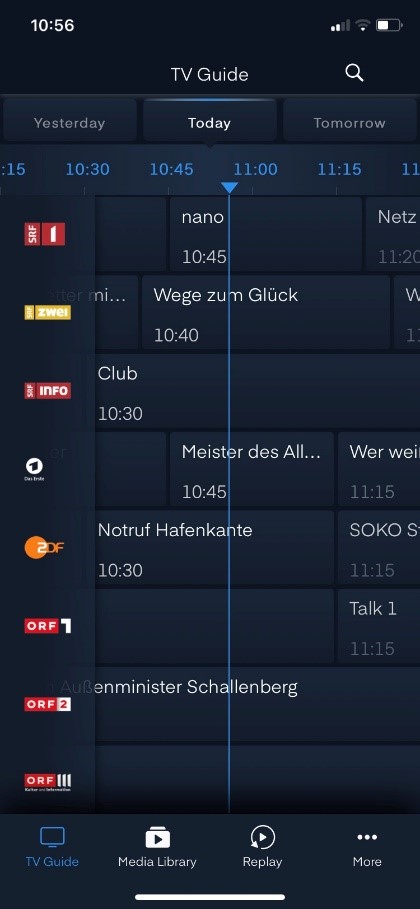 10:56
TV Guide
Yesterday
Today
Tomorrow
:15 10:30 10:45 11:00 11:15 11
SRF 1
nano
10:45
Netz
11:20
SRF zwei
tter mi...
Wege zum Glück
10:40
W
SRF INFO
Club
10:30
1
Das Erste
Meister des All...
10:45
Wer wei
11:15
ZDF
Notruf Hafenkante
10:30
SOKO S
11:15
ORF 1
Talk 1
11:15
ORF 2
Außenminister Schallenberg
ORF III
Kultur und Information
TV Guide
Media Library
Replay
More